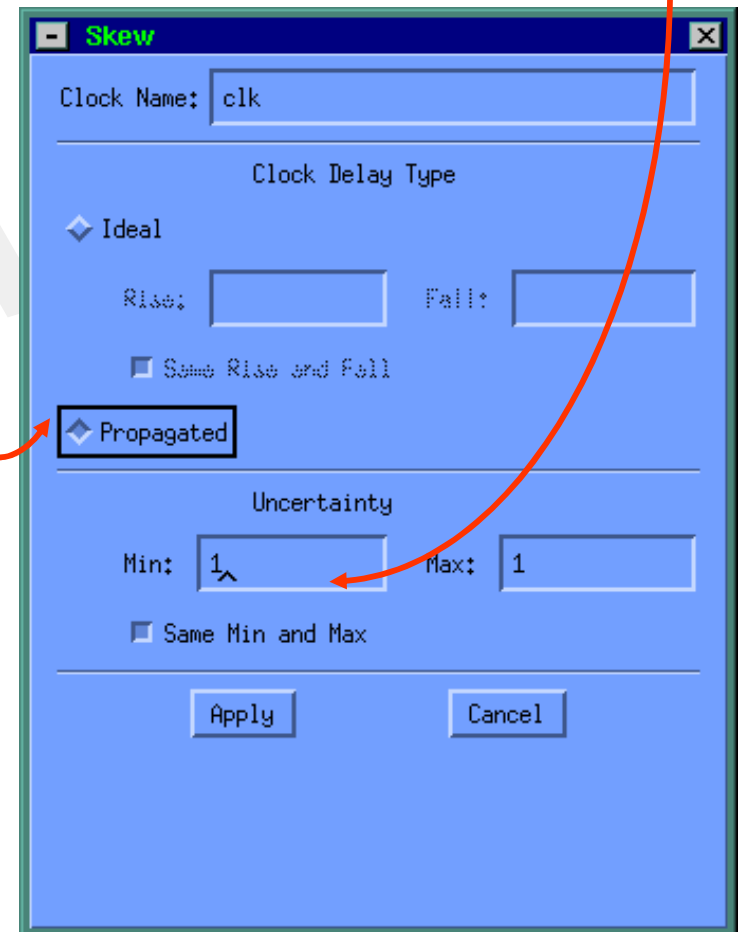 Skew
Clock Name: clk
Clock Delay Type
Ideal
Rise: Fall:
Same Rise and Fall
Propagated
Uncertainty
Min: 1 Max: 1
Same Min and Max
Apply Cancel